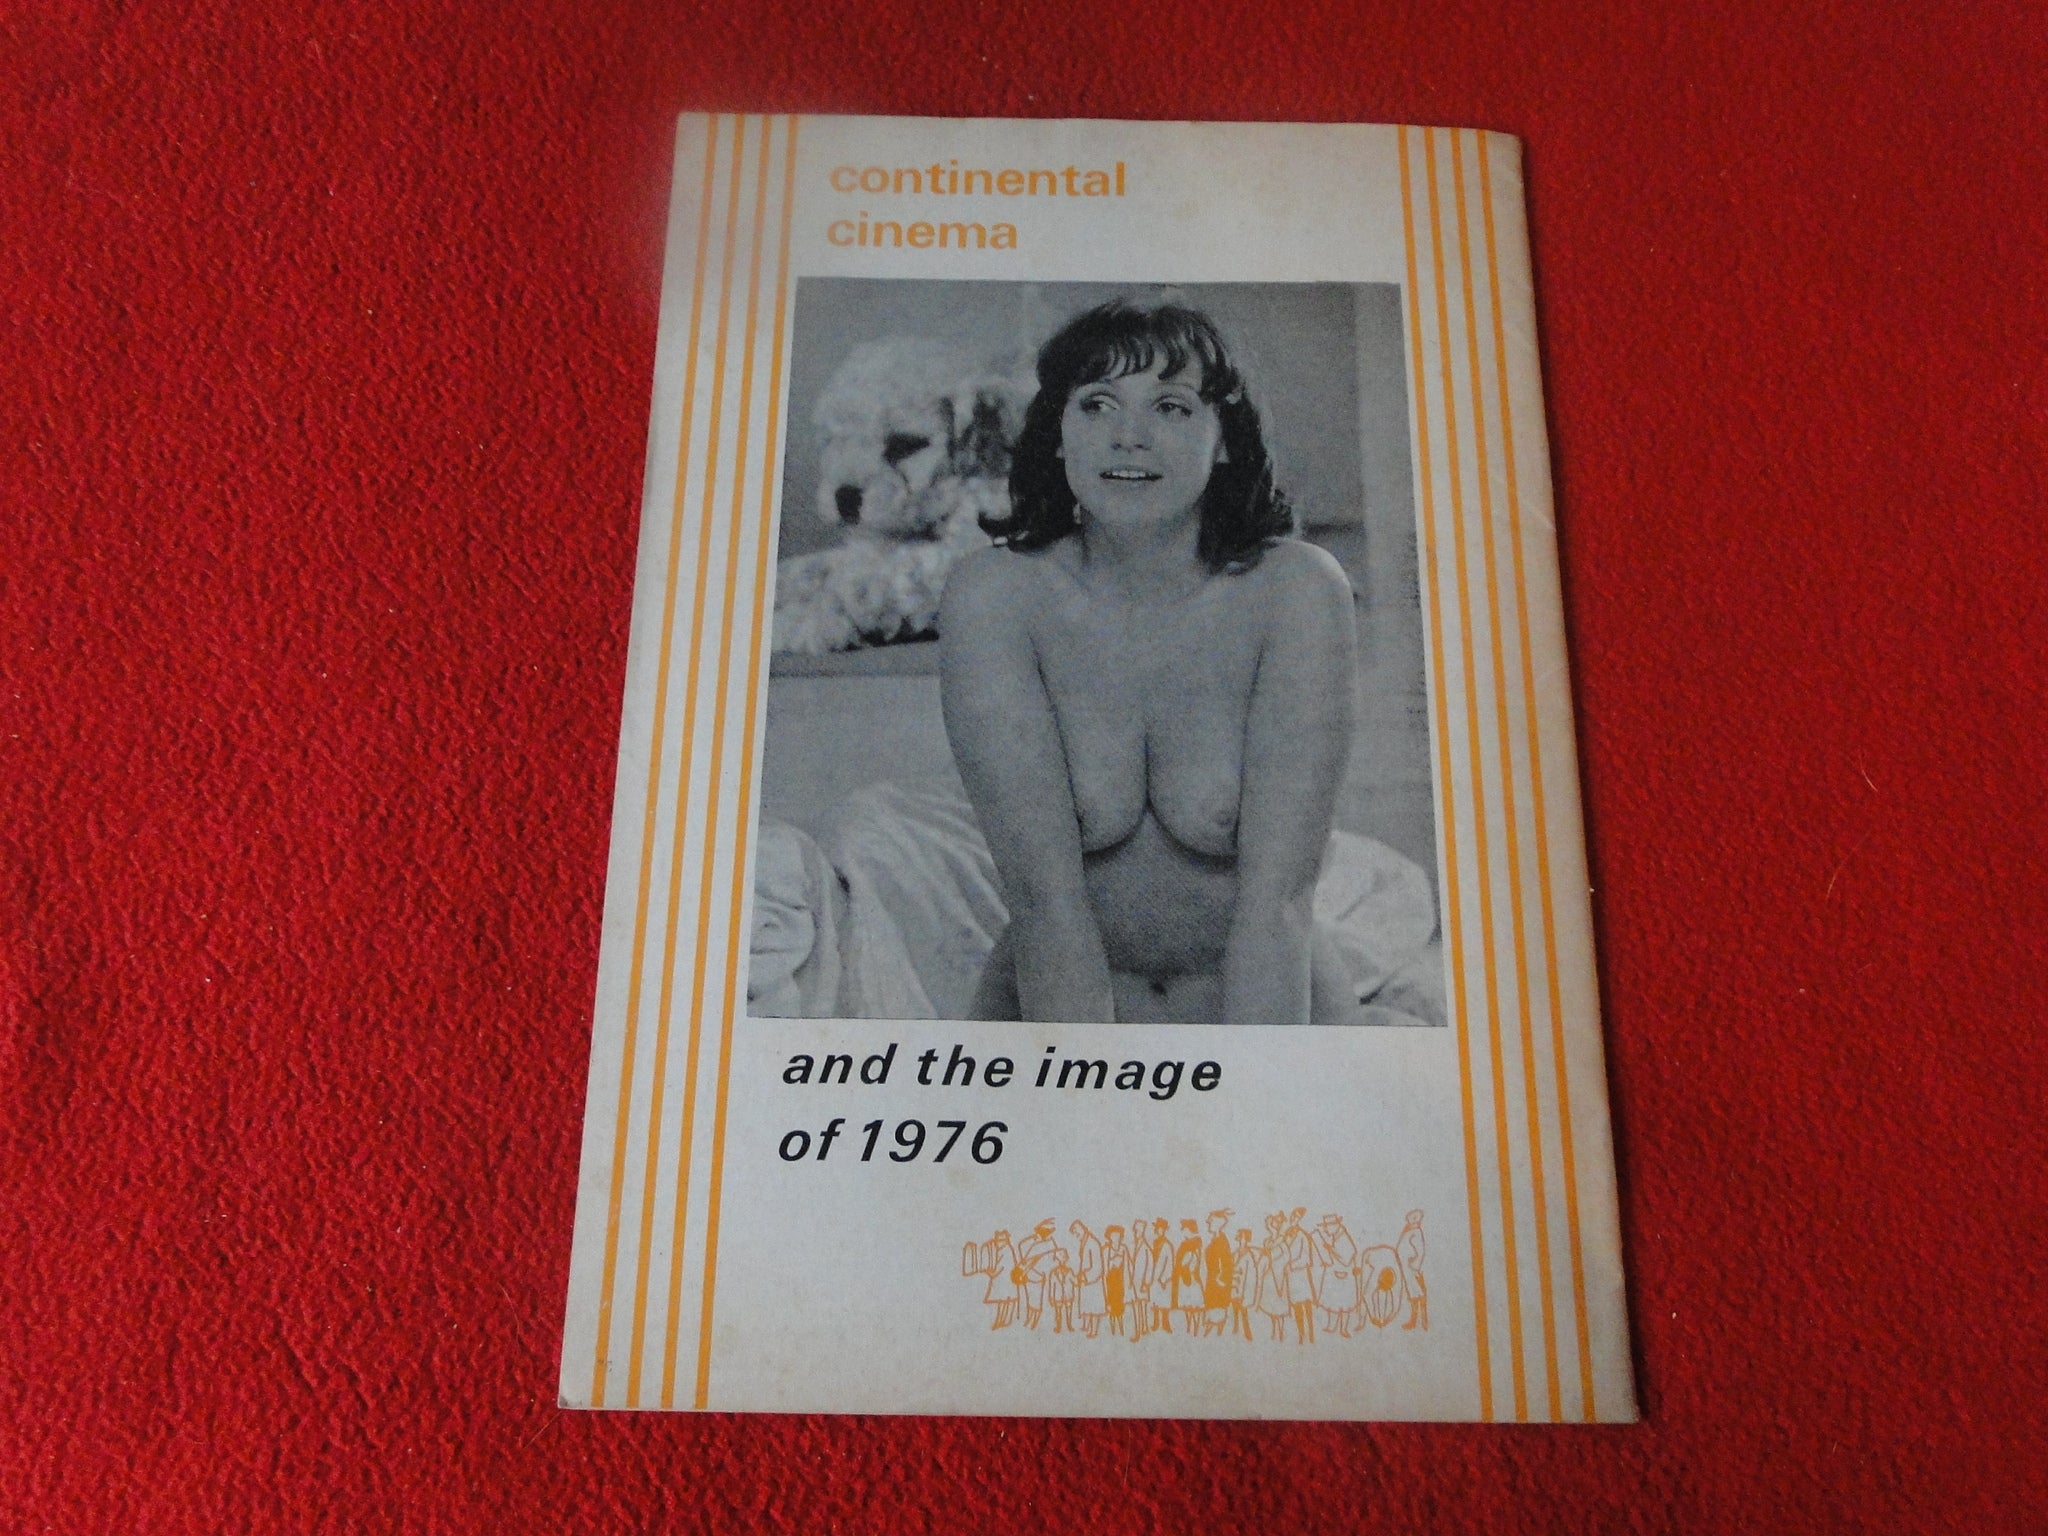 continental
cinema
and the image
of 1976